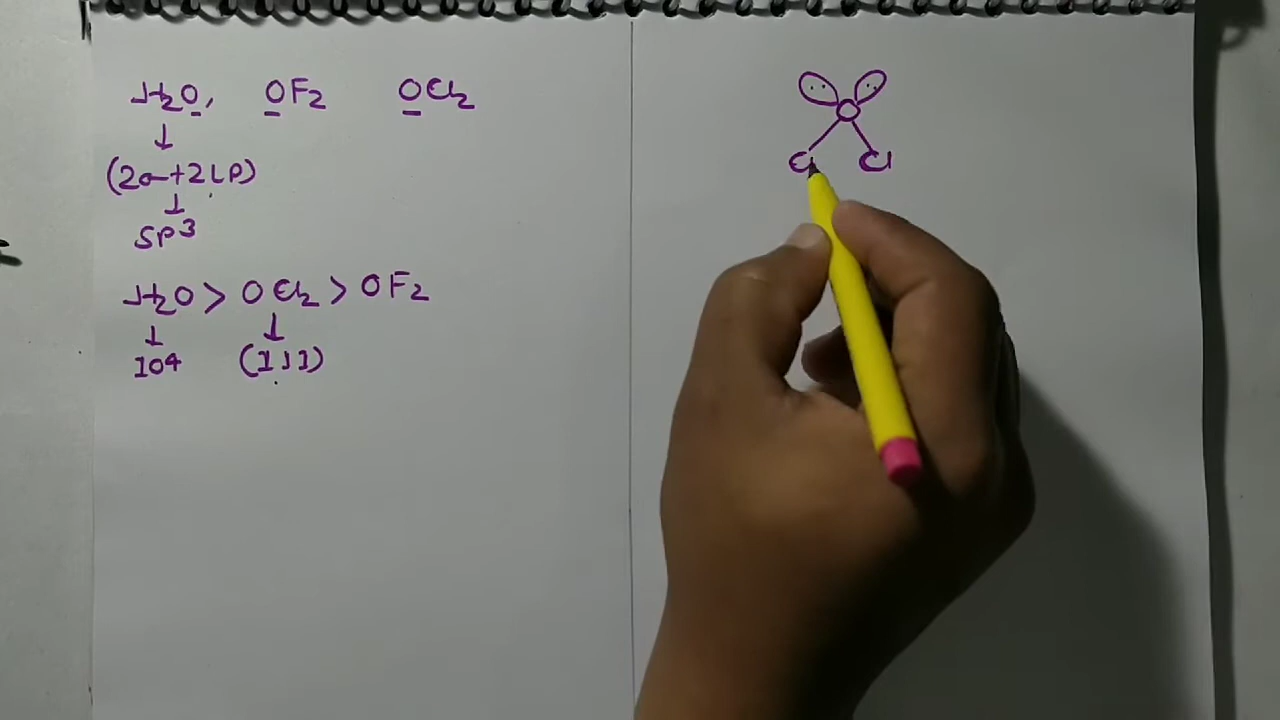 H2O, OF2 OCl2
↓
(2σ+2LP)
↓
SP3
H2O > OCl2 > OF2
↓ ↓
104 (111)
O
Cl Cl